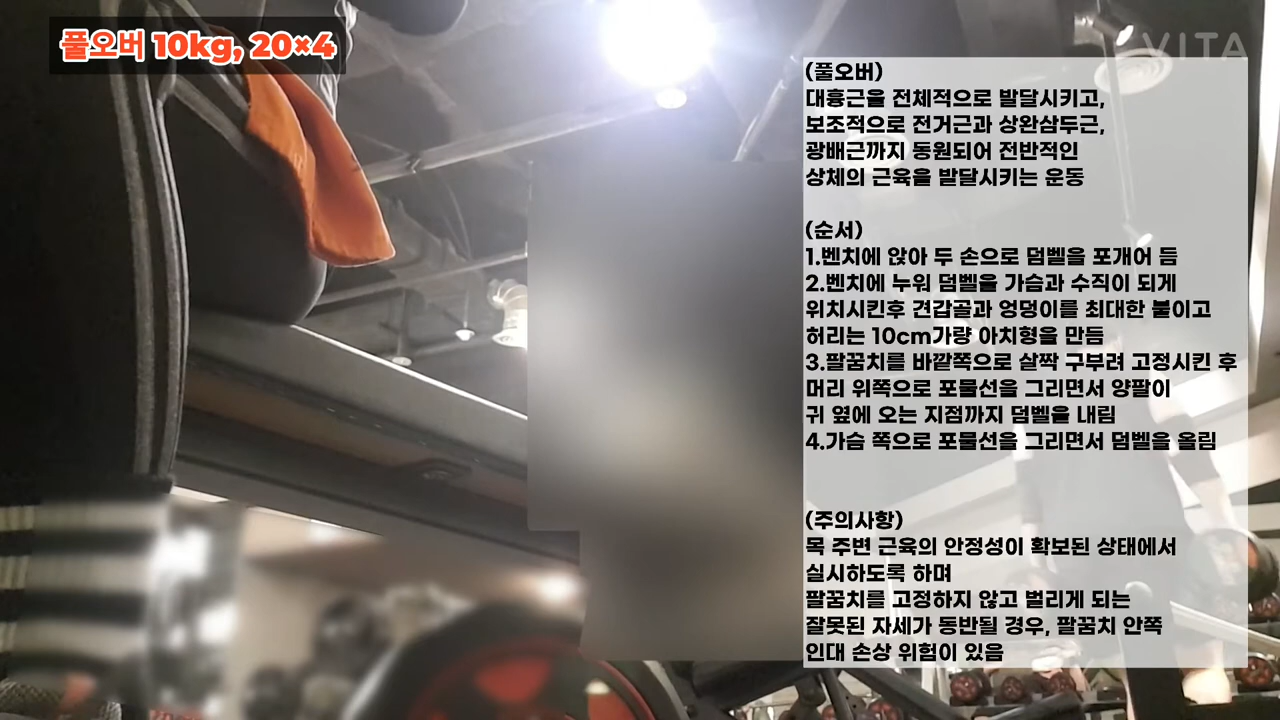 풀오버 10kg, 20×4
VITA
(풀오버)
대흉근을 전체적으로 발달시키고,
보조적으로 전거근과 상완삼두근,
광배근까지 동원되어 전반적인
상체의 근육을 발달시키는 운동
(순서)
1.벤치에 앉아 두 손으로 덤벨을 포개어 듬
2.벤치에 누워 덤벨을 가슴과 수직이 되게
위치시킨후 견갑골과 엉덩이를 최대한 붙이고
허리는 10cm가량 아치형을 만듬
3.팔꿈치를 바깥쪽으로 살짝 구부려 고정시킨 후
머리 위쪽으로 포물선을 그리면서 양팔이
귀 옆에 오는 지점까지 덤벨을 내림
4.가슴 쪽으로 포물선을 그리면서 덤벨을 올림
(주의사항)
목 주변 근육의 안정성이 확보된 상태에서
실시하도록 하며
팔꿈치를 고정하지 않고 벌리게 되는
잘못된 자세가 동반될 경우, 팔꿈치 안쪽
인대 손상 위험이 있음